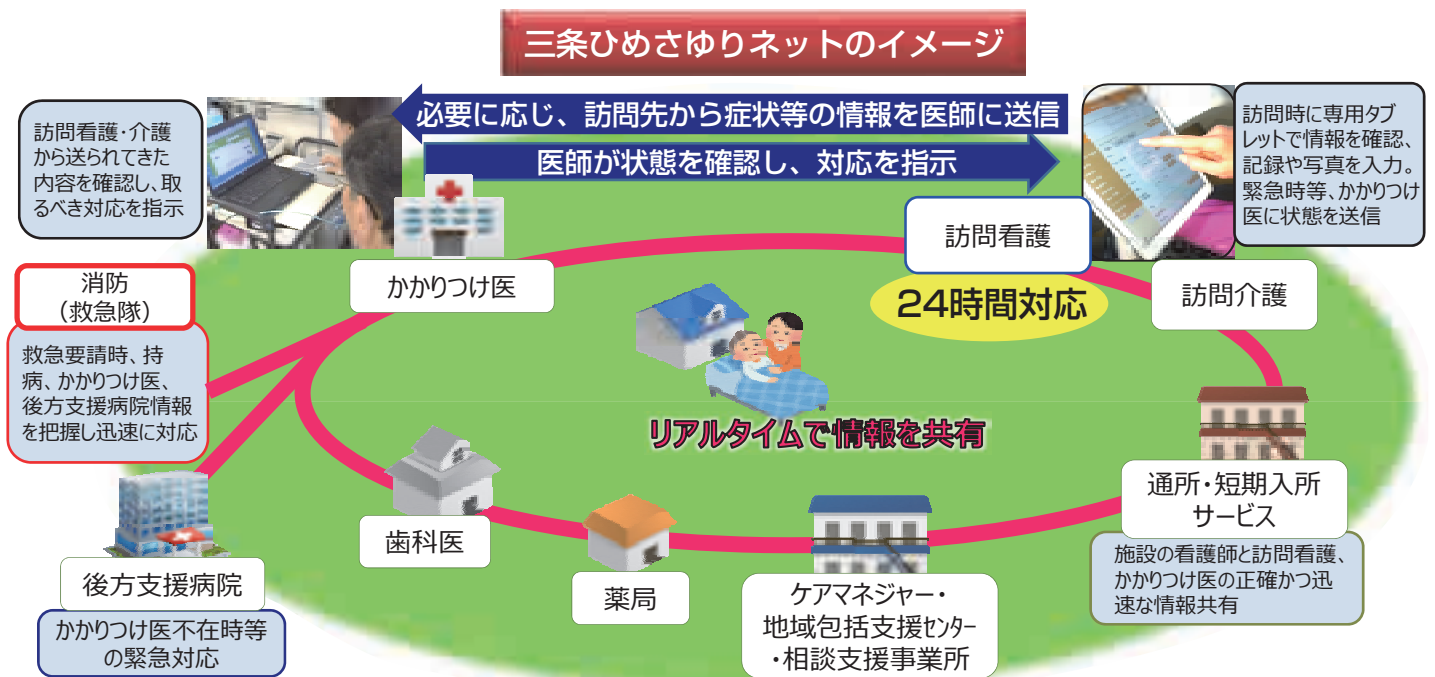 三条ひめさゆりネットのイメージ
訪問看護・介護
から送られてきた
内容を確認し、取
るべき対応を指示
必要に応じ、訪問先から症状等の情報を医師に送信
医師が状態を確認し、対応を指示
訪問時に専用タブ
レットで情報を確認、
記録や写真を入力。
緊急時等、かかりつけ
医に状態を送信
かかりつけ医
訪問看護
24時間対応
訪問介護
消防
（救急隊）
救急要請時、持
病、かかりつけ医、
後方支援病院情報
を把握し迅速に対応
リアルタイムで情報を共有
後方支援病院
かかりつけ医不在時等
の緊急対応
歯科医
薬局
ケアマネジャー・
地域包括支援ｾﾝﾀｰ
・相談支援事業所
通所・短期入所
サービス
施設の看護師と訪問看護、
かかりつけ医の正確かつ迅
速な情報共有